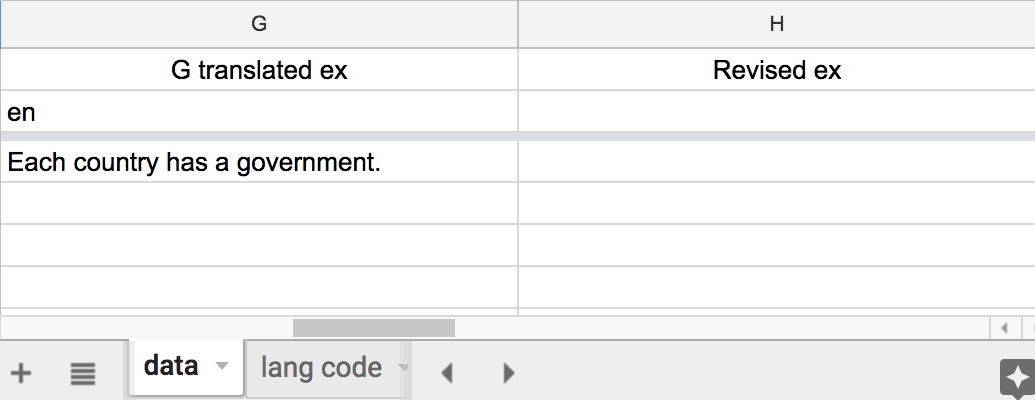 G H
G translated ex Revised ex
en
Each country has a government.
data lang code